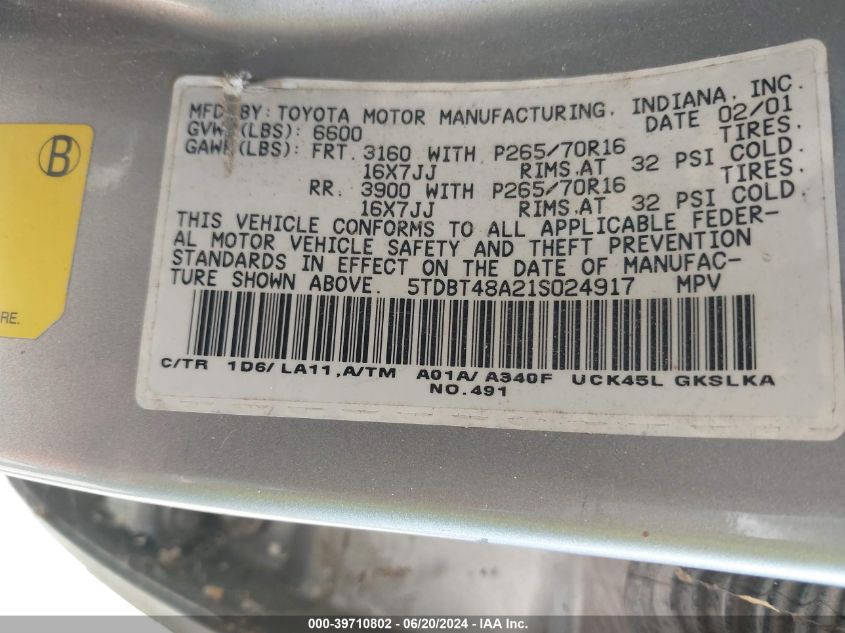 MFD BY: TOYOTA MOTOR MANUFACTURING, INDIANA, INC.
GVWR (LBS): 6600 DATE 02/01
GAWR (LBS): FRT. 3160 WITH P265/70R16 TIRES.
16X7JJ RIMS.AT 32 PSI COLD.
RR. 3900 WITH P265/70R16 TIRES.
16X7JJ RIMS.AT 32 PSI COLD.
THIS VEHICLE CONFORMS TO ALL APPLICABLE FEDER-
AL MOTOR VEHICLE SAFETY AND THEFT PREVENTION
STANDARDS IN EFFECT ON THE DATE OF MANUFAC-
TURE SHOWN ABOVE. 5TDBT48A21S024917 MPV
C/TR 1D6/ LA11,A/TM A01A/ A340F UCK45L GKSLKA
NO.491
B
RE.
000-39710802 - 06/20/2024 - IAA Inc.